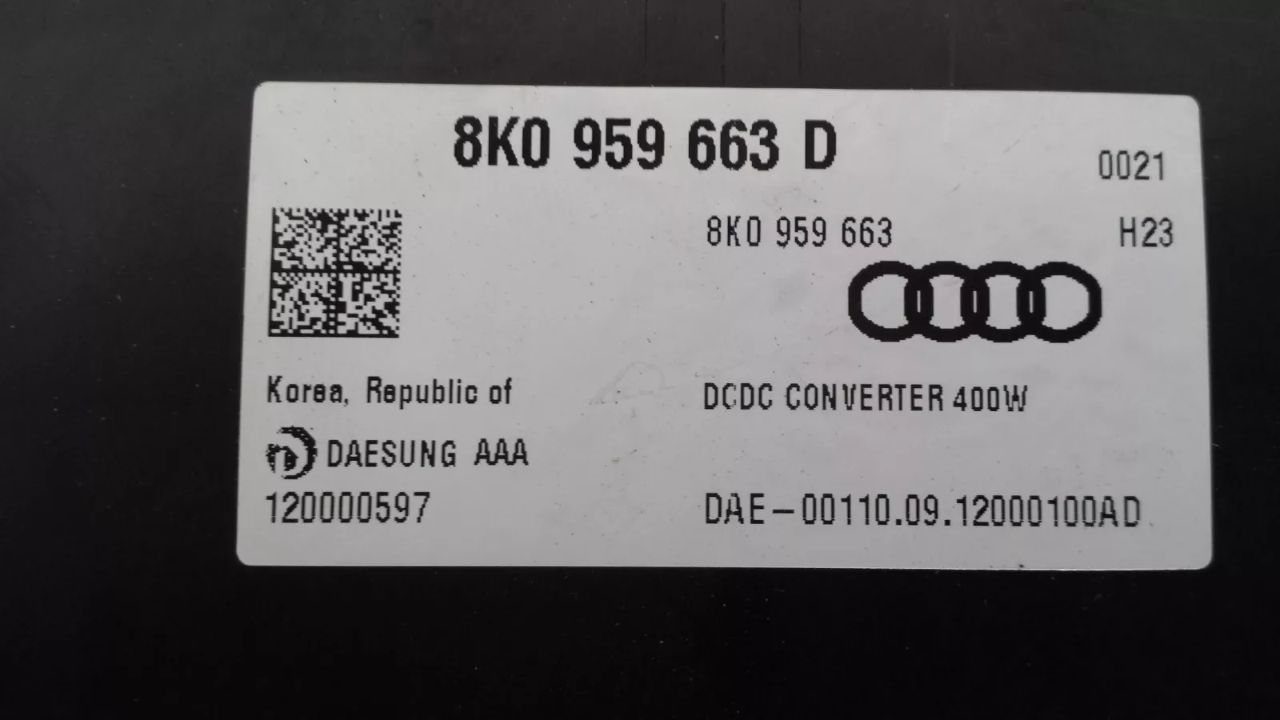 8K0 959 663 D
0021
8K0 959 663
H23
Korea, Republic of
DCDC CONVERTER 400W
DAESUNG AAA
120000597
DAE-00110.09.12000100AD